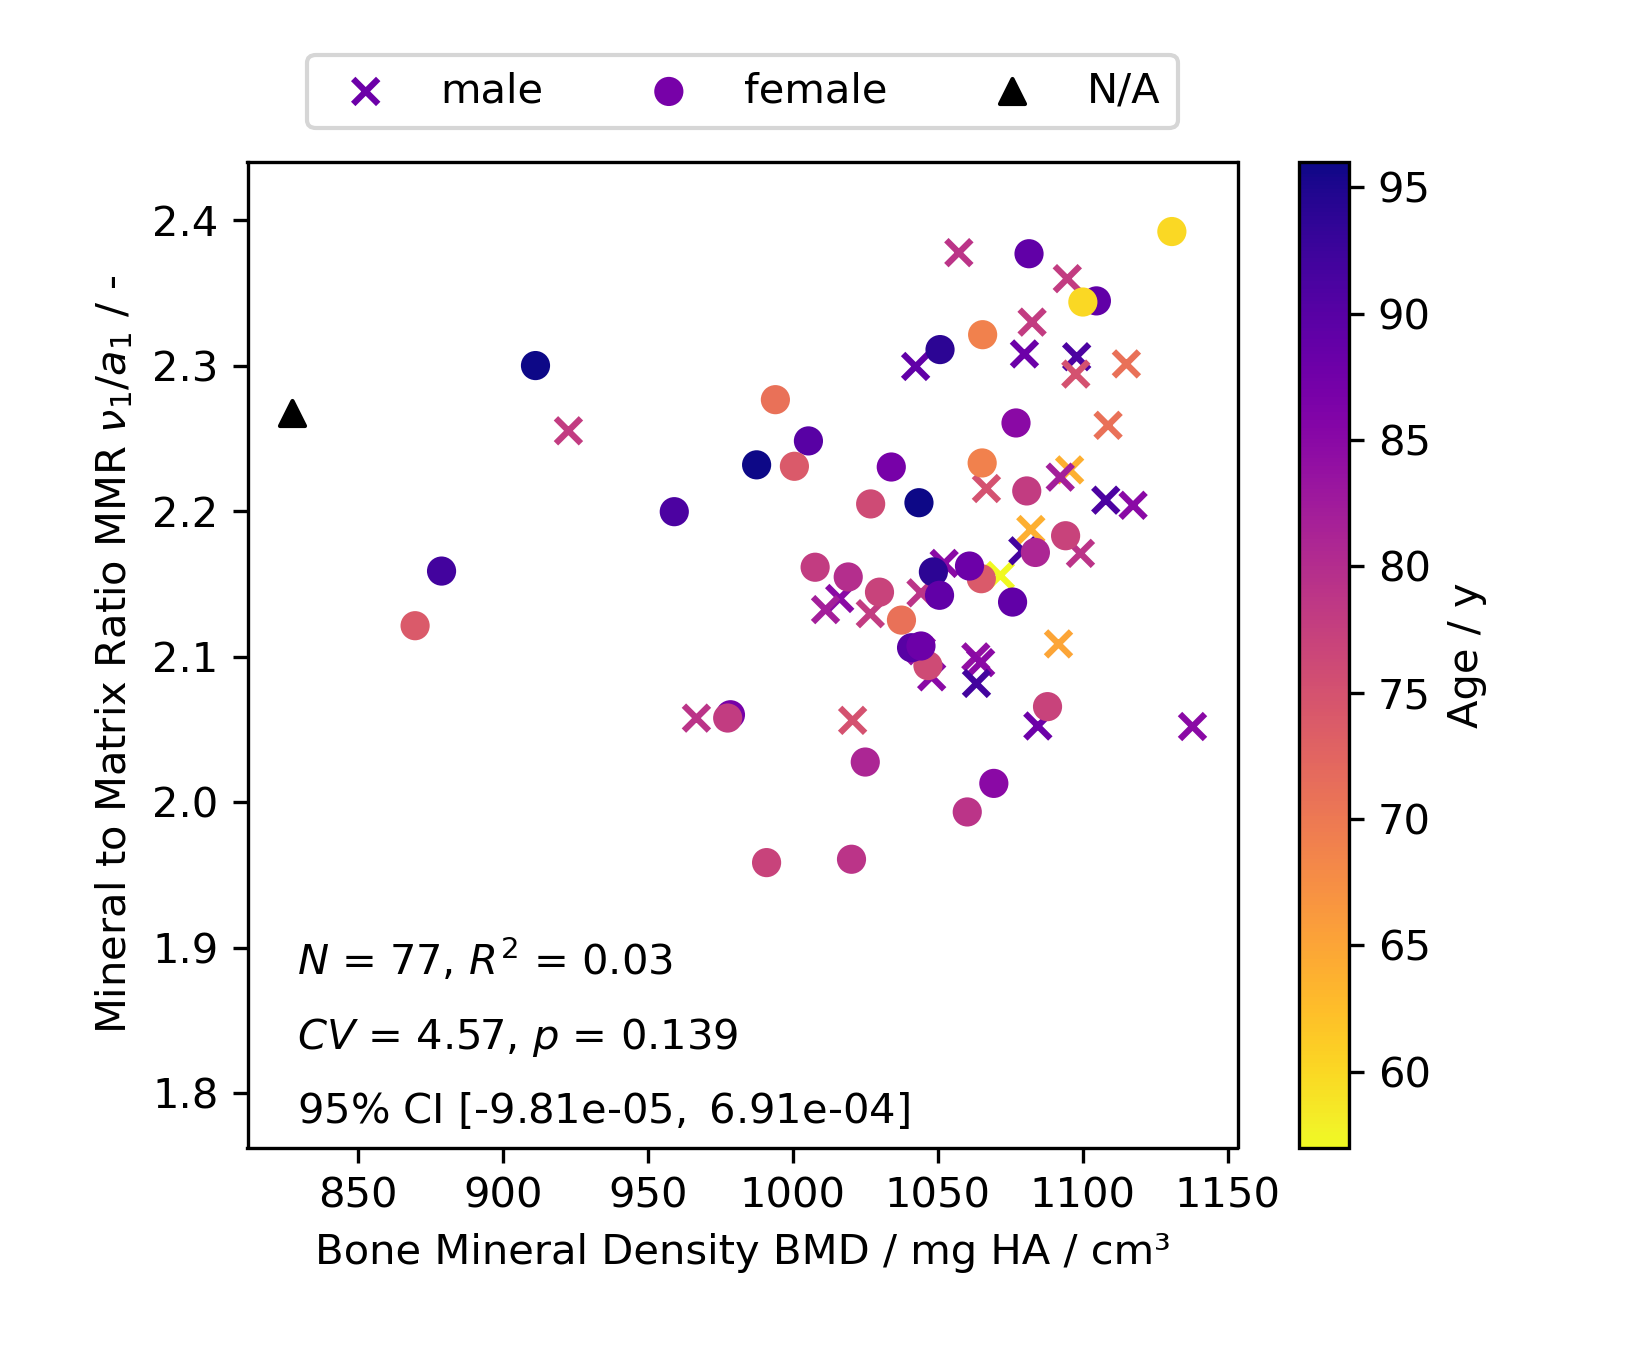 male female N/A
Mineral to Matrix Ratio MMR ν₁/a₁ / -
2.4
2.3
2.2
2.1
2.0
1.9
1.8
N = 77, R² = 0.03
CV = 4.57, p = 0.139
95% CI [-9.81e-05, 6.91e-04]
850 900 950 1000 1050 1100 1150
Bone Mineral Density BMD / mg HA / cm³
95
90
85
80
75
70
65
60
Age / y